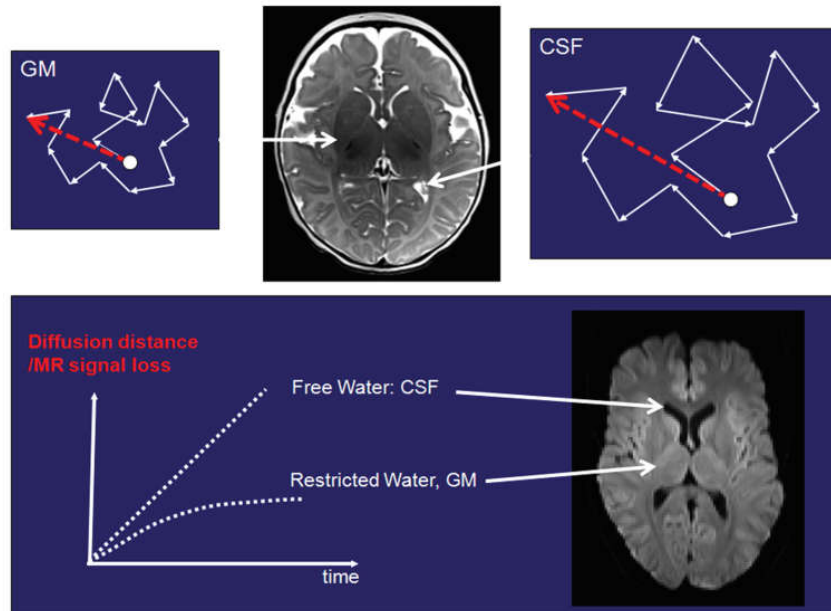 GM
CSF
Diffusion distance
/MR signal loss
Free Water: CSF
Restricted Water, GM
time